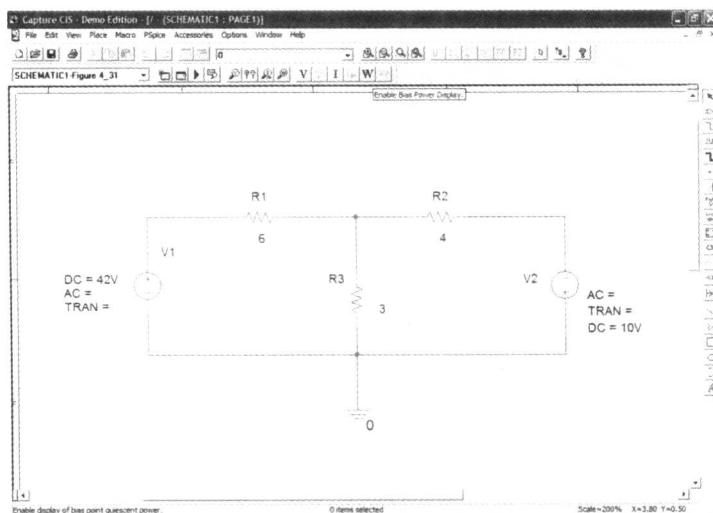 Capture CIS - Demo Edition - [/ - (SCHEMATIC1 : PAGE1)]
File Edit View Place Macro PSpice Accessories Options Window Help
0
SCHEMATIC1-Figure 4_31
V I W
Enable Bias Power Display
R1 R2
6 4
V1
R3 V2
DC = 42V
AC =
TRAN =
3
AC =
TRAN =
DC = 10V
0
Enable display of bias point quiescent power. 0 items selected Scale=200% X=3.80 Y=0.50